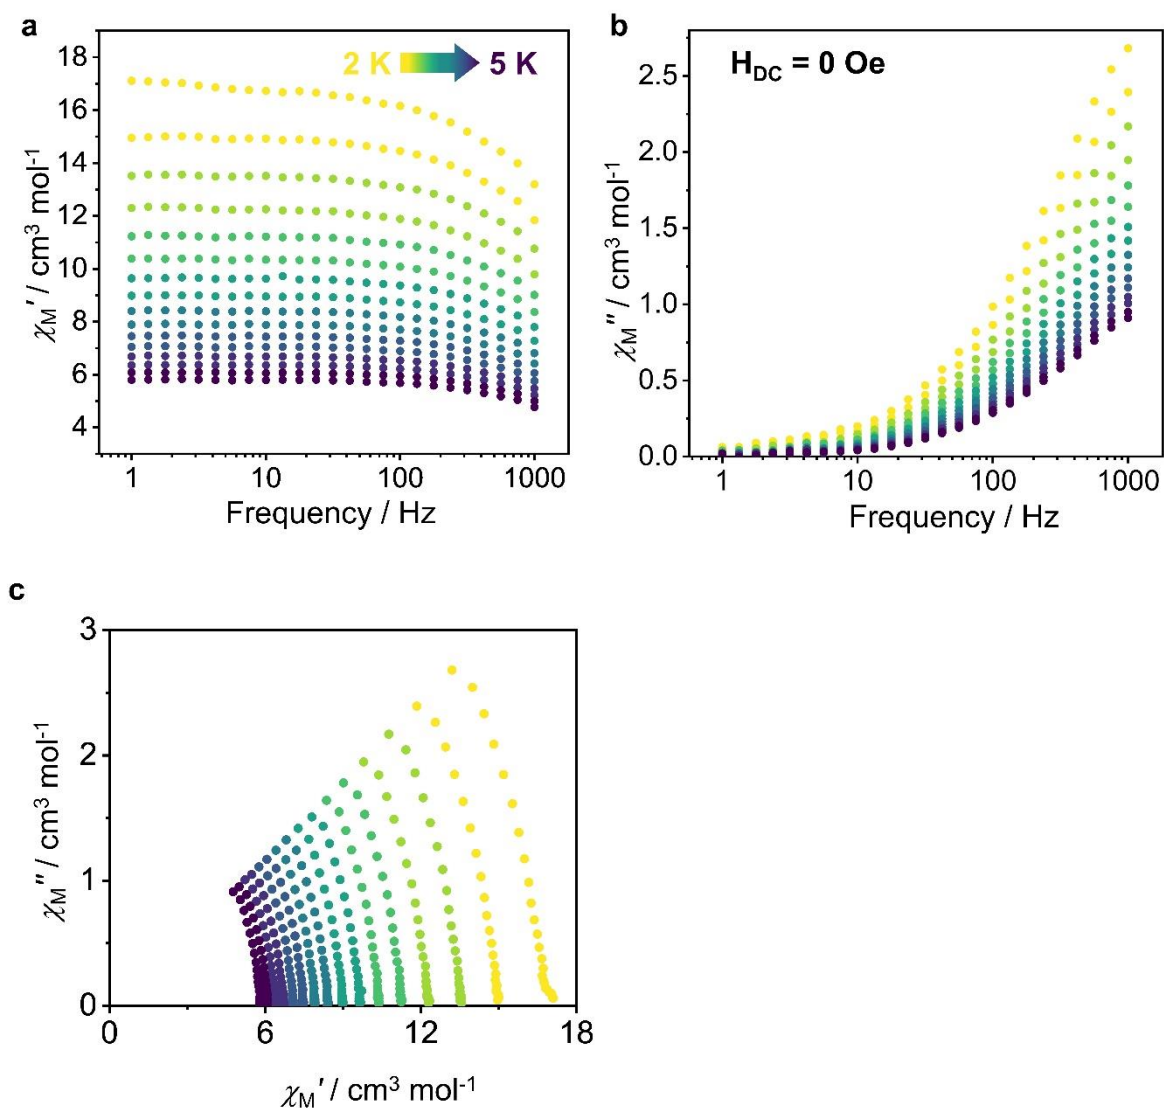 a
18
16
14
12
10
8
6
4
χM′ / cm³ mol⁻¹
2 K 5 K
1 10 100 1000
Frequency / Hz
b
2.5
2.0
1.5
1.0
0.5
0.0
χM″ / cm³ mol⁻¹
HDC = 0 Oe
1 10 100 1000
Frequency / Hz
c
3
2
1
0
χM″ / cm³ mol⁻¹
0 6 12 18
χM′ / cm³ mol⁻¹